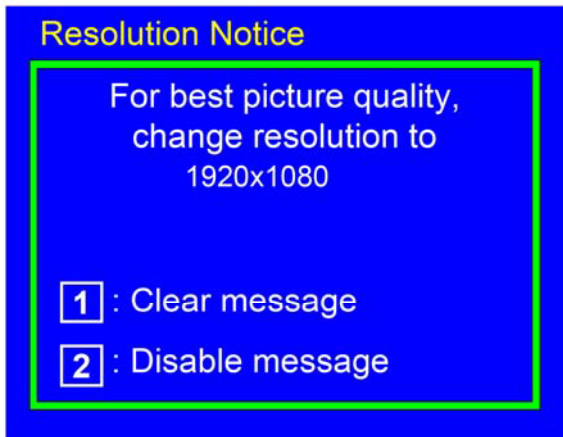 Resolution Notice
For best picture quality,
change resolution to
1920x1080
1 : Clear message
2 : Disable message